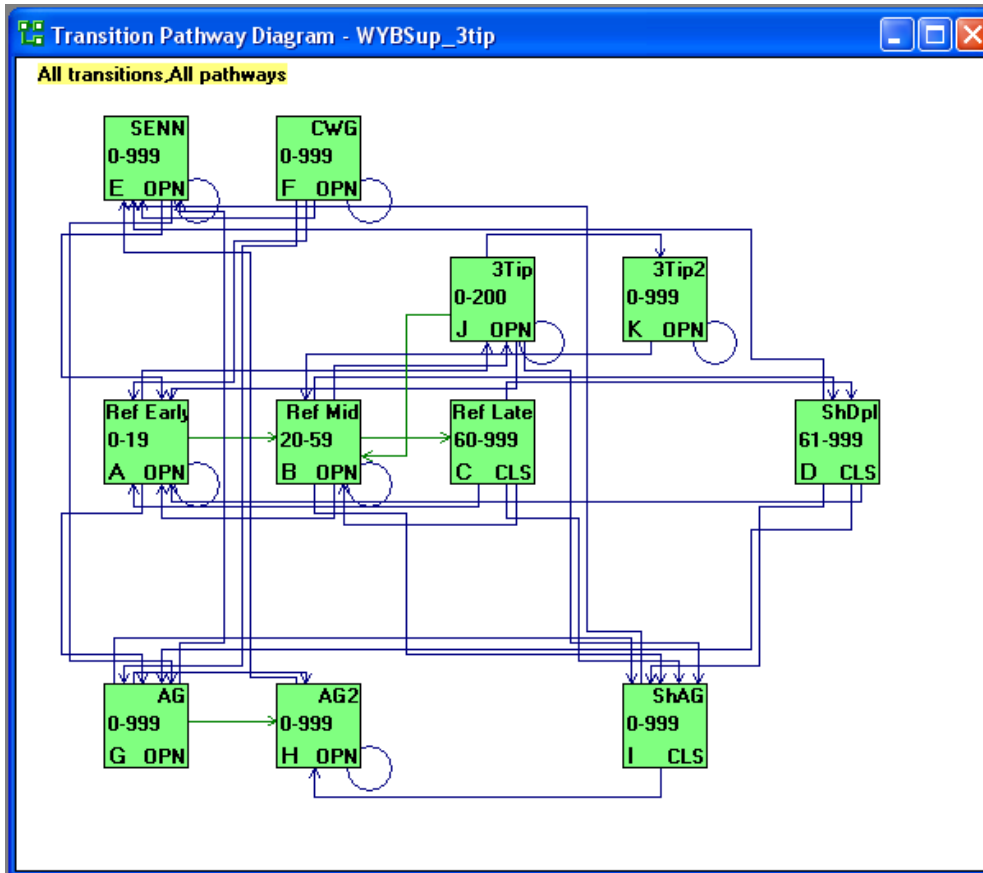 Transition Pathway Diagram - WYBSup_3tip
All transitions,All pathways
SENN
0-999
E OPN
CWG
0-999
F OPN
3Tip
0-200
J OPN
3Tip2
0-999
K OPN
Ref Early
0-19
A OPN
Ref Mid
20-59
B OPN
Ref Late
60-999
C CLS
ShDpl
61-999
D CLS
AG
0-999
G OPN
AG2
0-999
H OPN
ShAG
0-999
I CLS